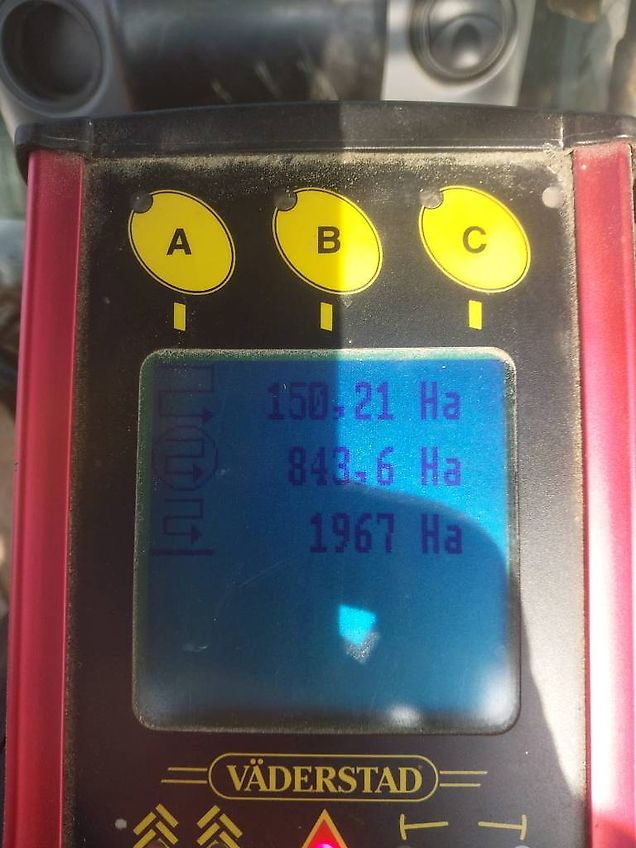 A B C
150,21 Ha
843,6 Ha
1967 Ha
VÄDERSTAD